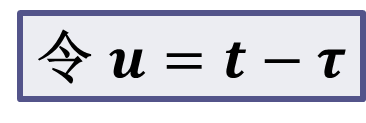 令 u = t − τ